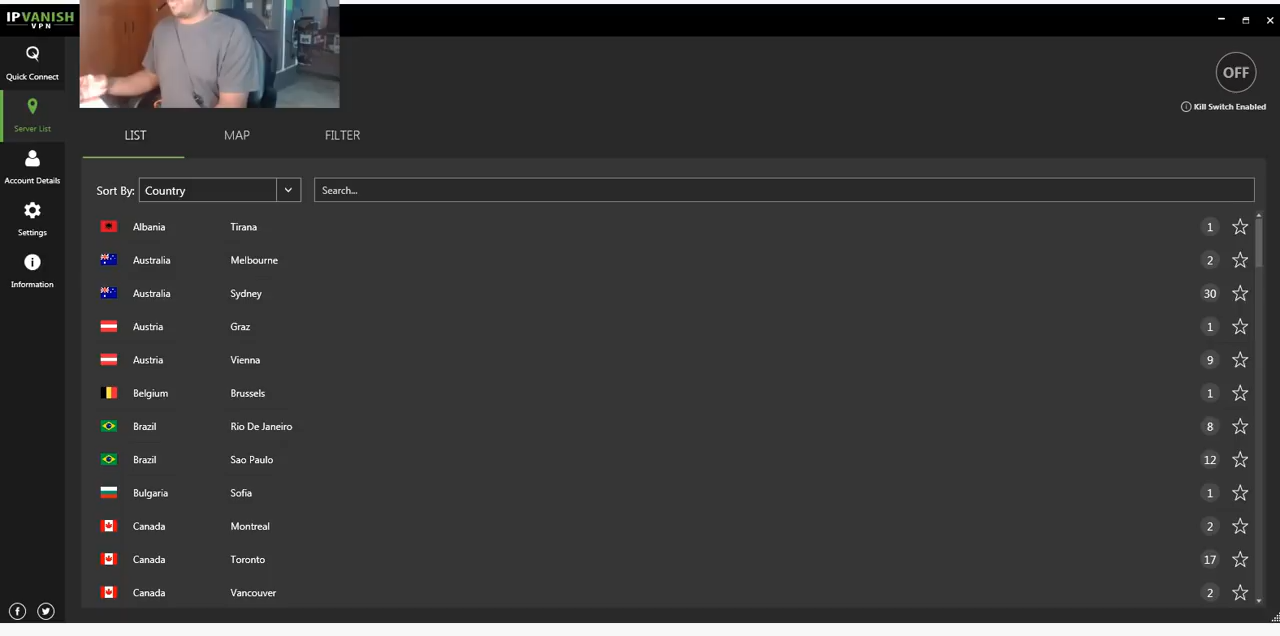 IPVANISH
VPN
Quick Connect
OFF
Kill Switch Enabled
Server List
LIST MAP FILTER
Account Details
Sort By: Country Search...
Settings
Information
Albania Tirana 1
Australia Melbourne 2
Australia Sydney 30
Austria Graz 1
Austria Vienna 9
Belgium Brussels 1
Brazil Rio De Janeiro 8
Brazil Sao Paulo 12
Bulgaria Sofia 1
Canada Montreal 2
Canada Toronto 17
Canada Vancouver 2